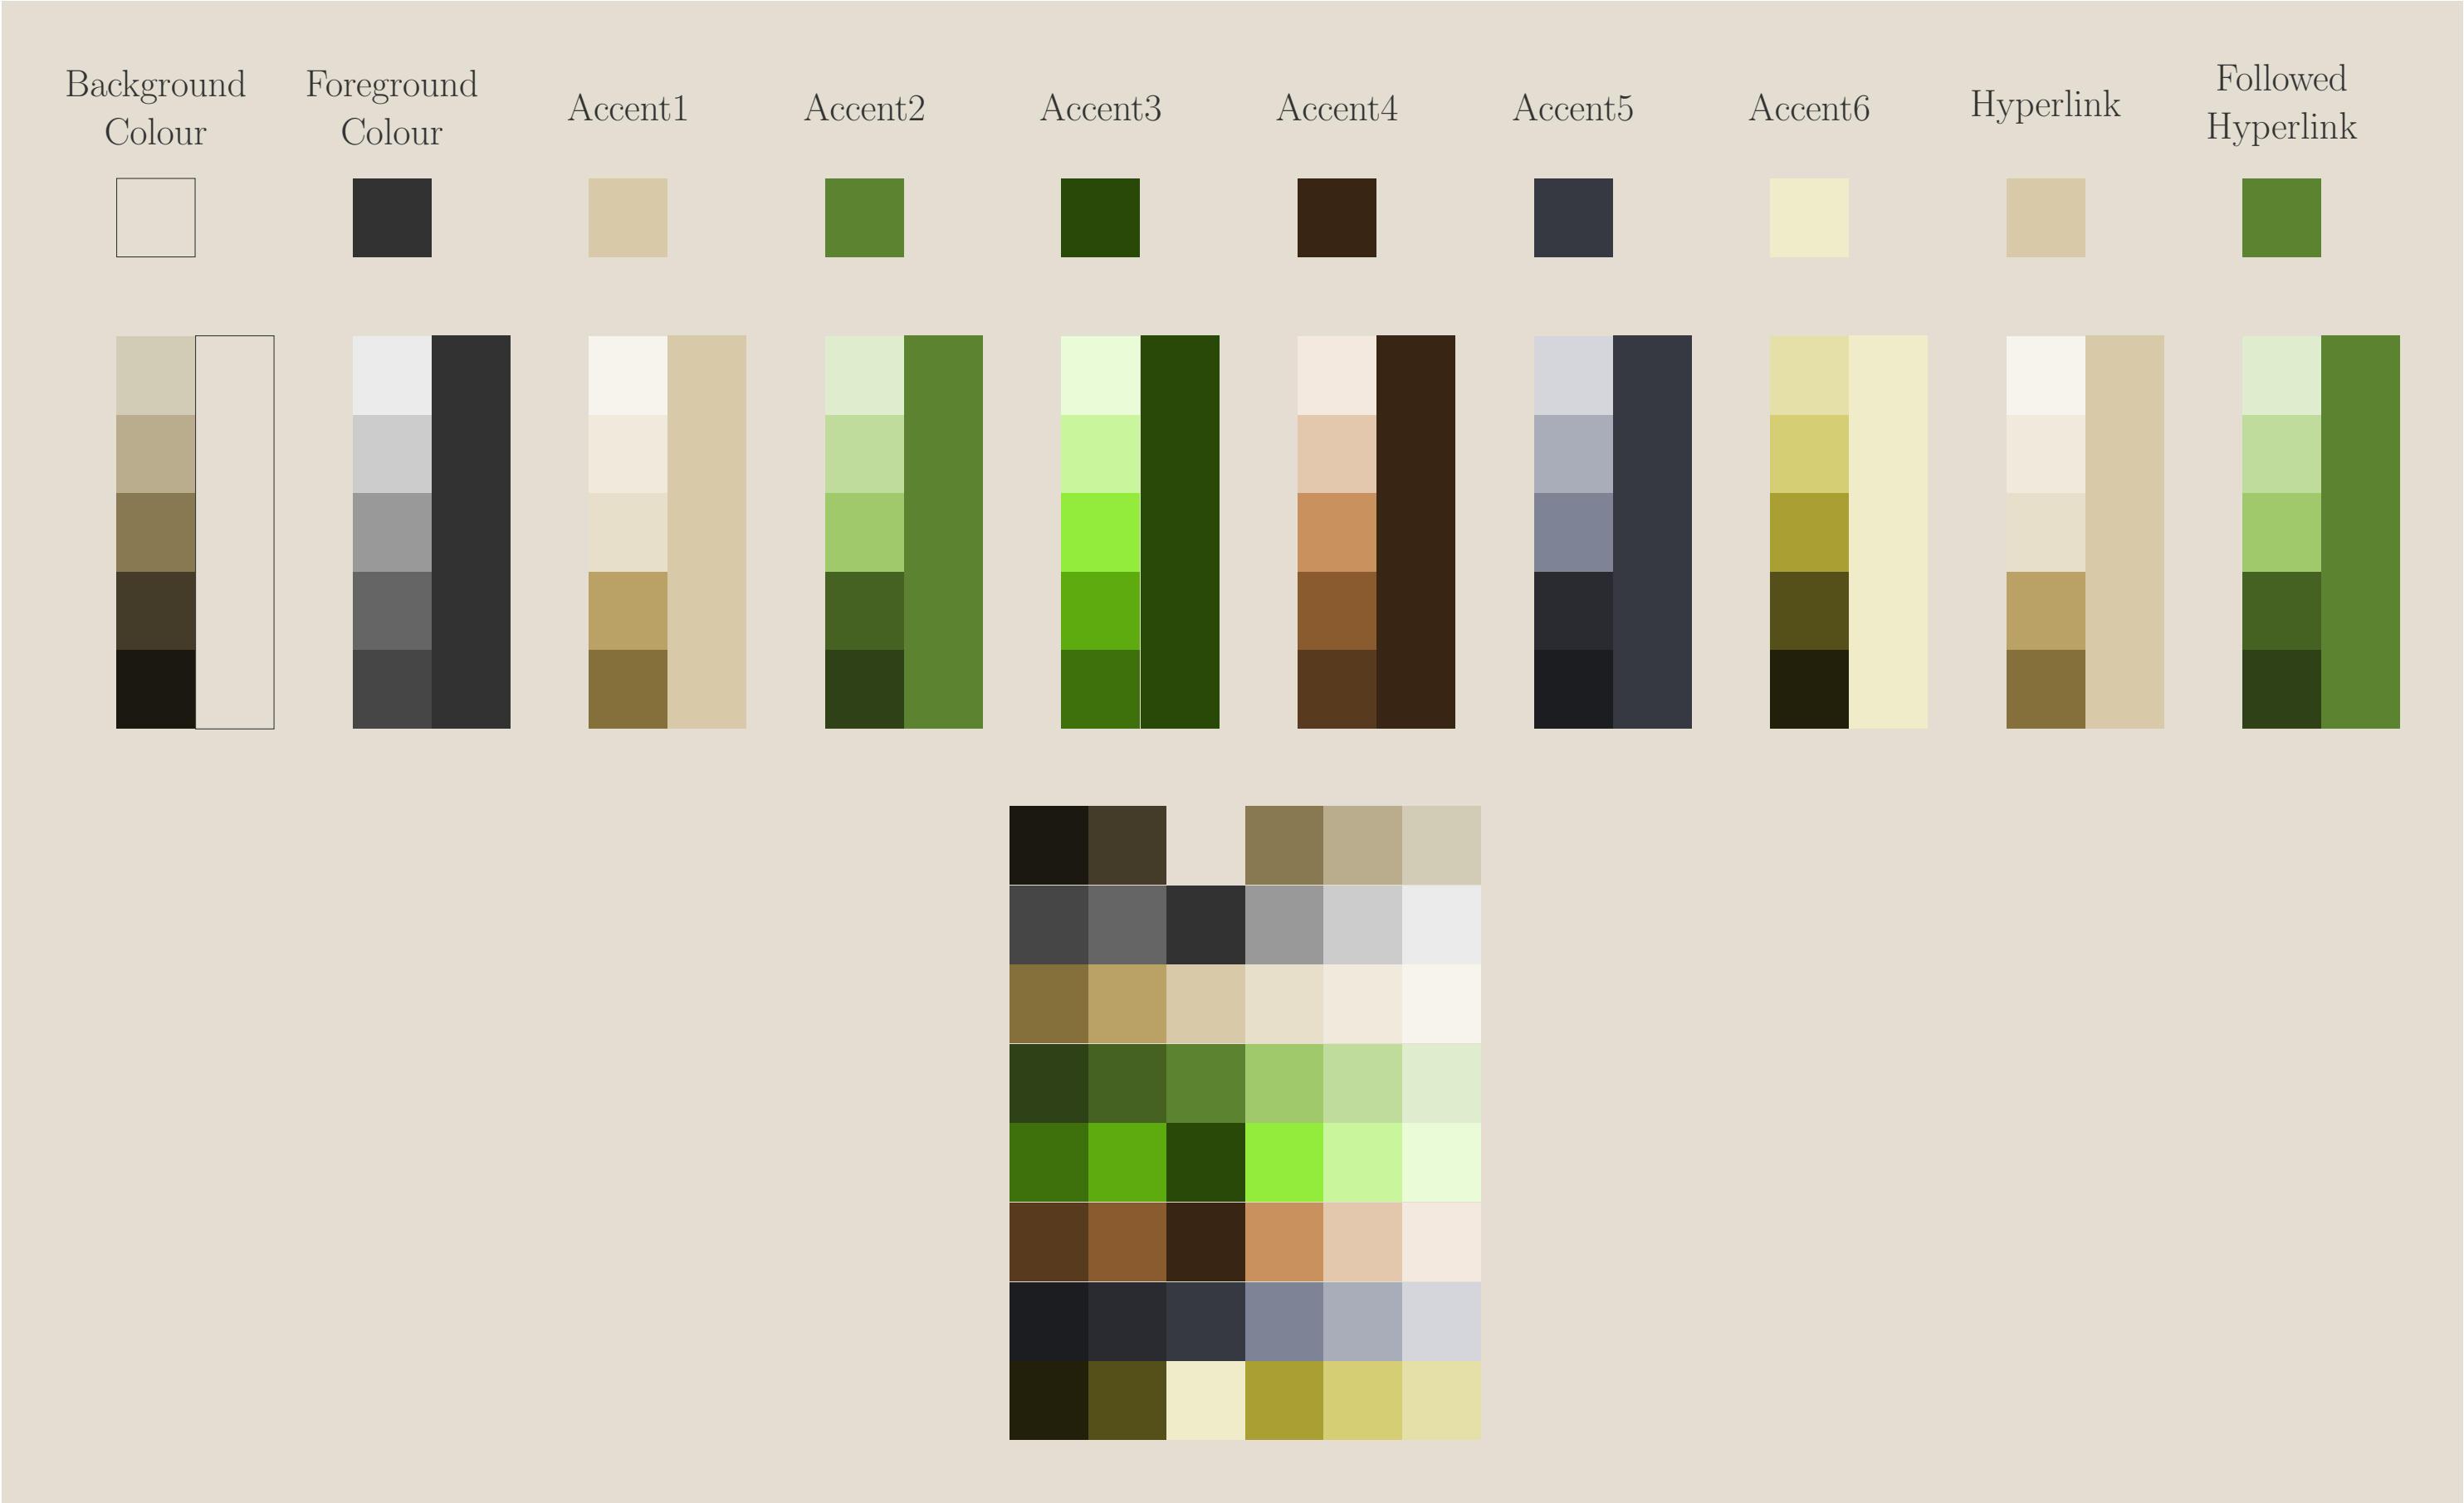 Background
Colour
Foreground
Colour
Accent1
Accent2
Accent3
Accent4
Accent5
Accent6
Hyperlink
Followed
Hyperlink